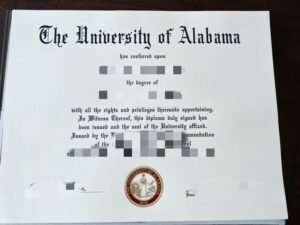 The University of Alabama
has conferred upon
the degree of
with all the rights and privileges thereunto appertaining.
In Witness Thereof, this diploma duly signed has
been issued and the seal of the University affixed.
Issued by the
of the